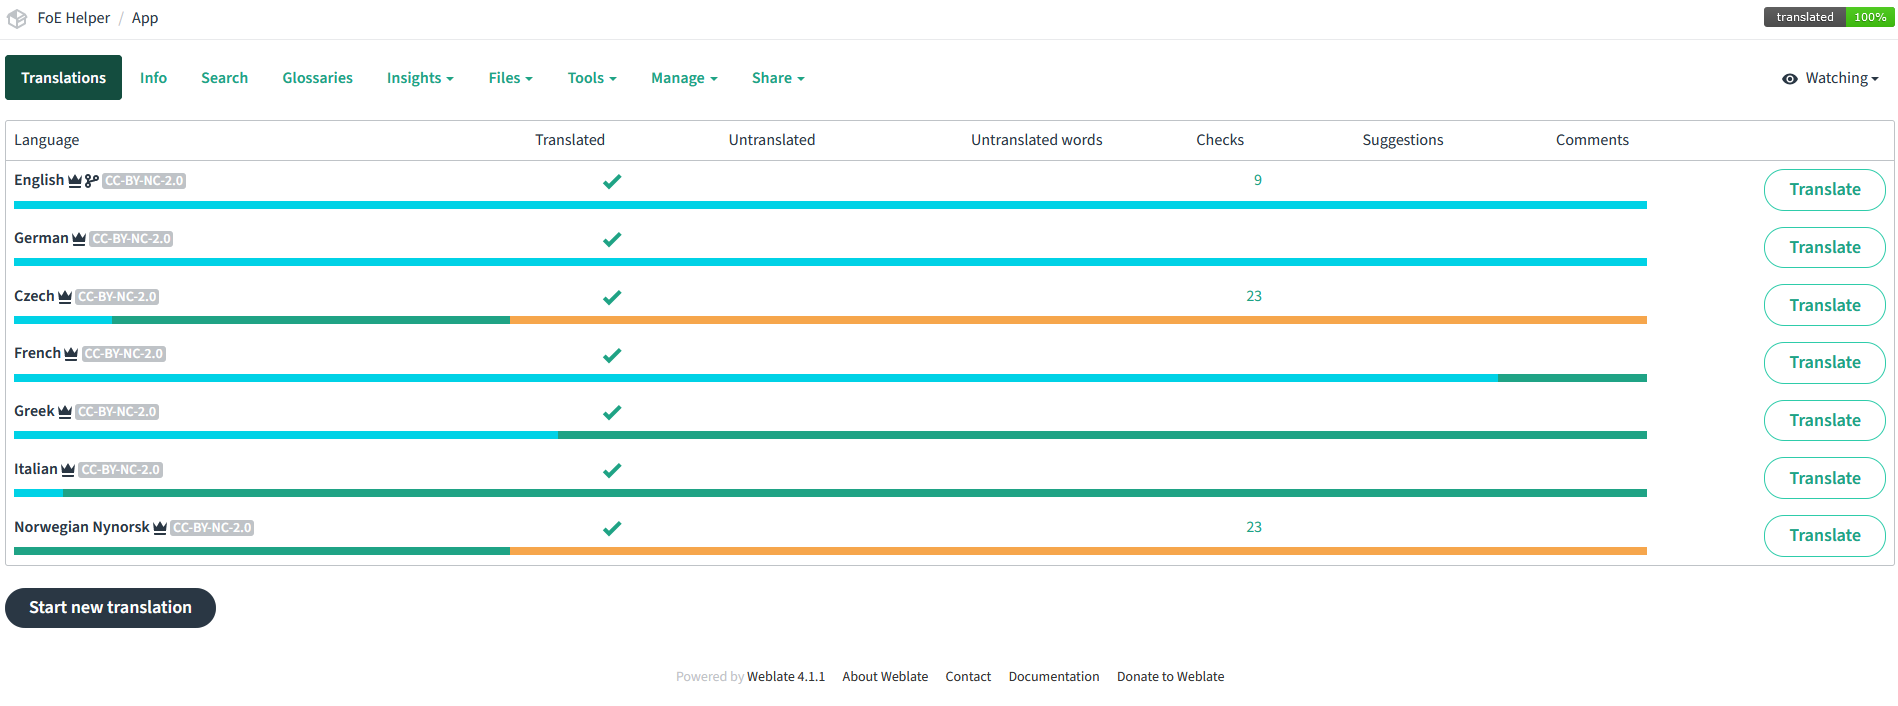 FoE Helper / App
translated 100%
Translations Info Search Glossaries Insights Files Tools Manage Share Watching
Language Translated Untranslated Untranslated words Checks Suggestions Comments
English CC-BY-NC-2.0 9 Translate
German CC-BY-NC-2.0 Translate
Czech CC-BY-NC-2.0 23 Translate
French CC-BY-NC-2.0 Translate
Greek CC-BY-NC-2.0 Translate
Italian CC-BY-NC-2.0 Translate
Norwegian Nynorsk CC-BY-NC-2.0 23 Translate
Start new translation
Powered by Weblate 4.1.1 About Weblate Contact Documentation Donate to Weblate